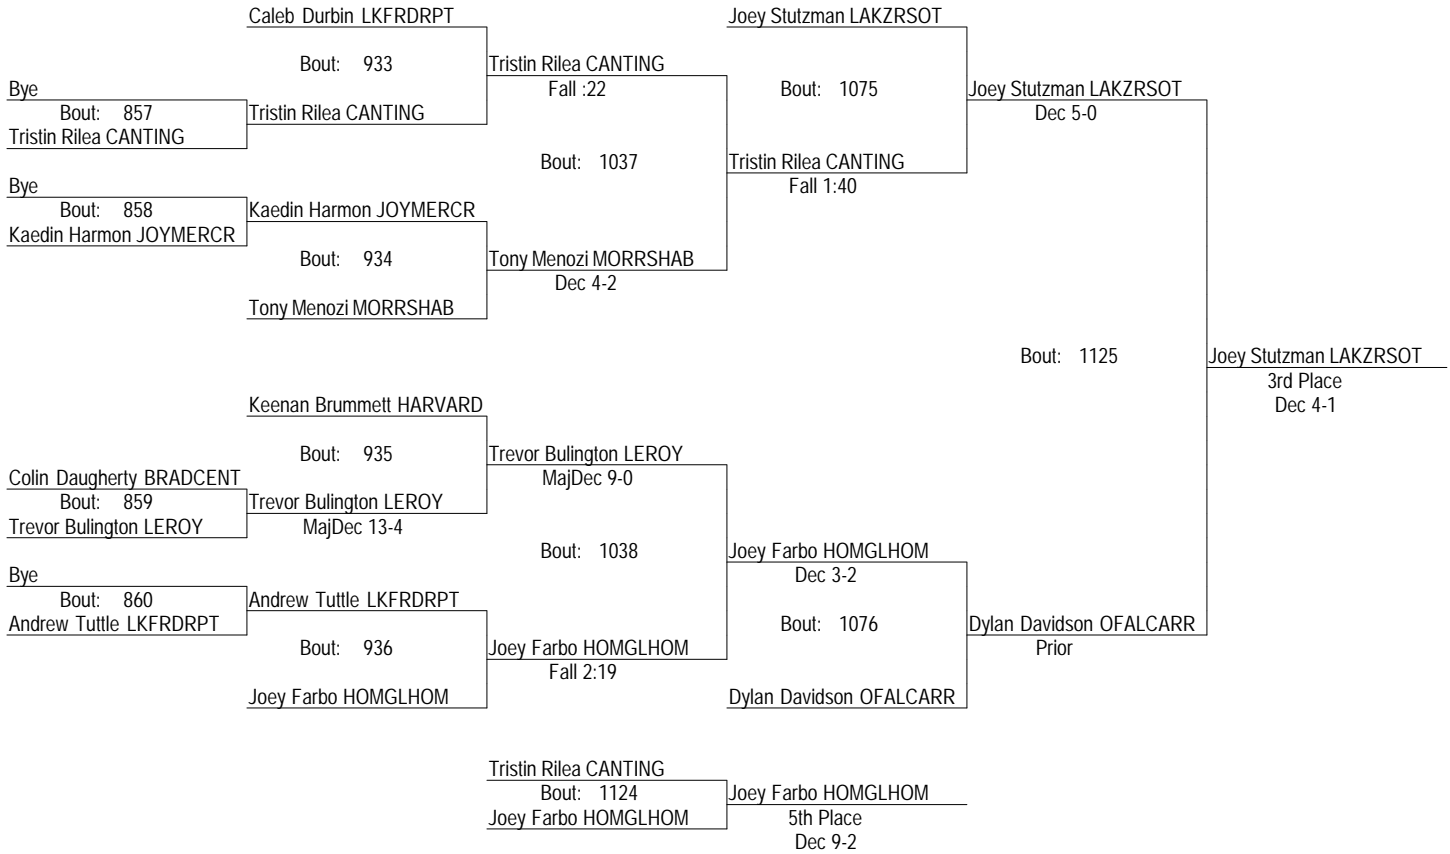 Caleb Durbin LKFRDRPT
Joey Stutzman LAKZRSOT
Bout: 933
Tristin Rilea CANTING
Fall :22
Bye
Bout: 857
Tristin Rilea CANTING
Tristin Rilea CANTING
Bout: 1075
Joey Stutzman LAKZRSOT
Dec 5-0
Bout: 1037
Tristin Rilea CANTING
Fall 1:40
Bye
Bout: 858
Kaedin Harmon JOYMERCR
Kaedin Harmon JOYMERCR
Bout: 934
Tony Menozi MORRSHAB
Dec 4-2
Tony Menozi MORRSHAB
Bout: 1125
Joey Stutzman LAKZRSOT
3rd Place
Dec 4-1
Keenan Brummett HARVARD
Bout: 935
Trevor Bulington LEROY
MajDec 9-0
Colin Daugherty BRADCENT
Bout: 859
Trevor Bulington LEROY
Trevor Bulington LEROY
MajDec 13-4
Bout: 1038
Joey Farbo HOMGLHOM
Dec 3-2
Bye
Bout: 860
Andrew Tuttle LKFRDRPT
Andrew Tuttle LKFRDRPT
Bout: 936
Joey Farbo HOMGLHOM
Fall 2:19
Joey Farbo HOMGLHOM
Bout: 1076
Dylan Davidson OFALCARR
Prior
Dylan Davidson OFALCARR
Tristin Rilea CANTING
Bout: 1124
Joey Farbo HOMGLHOM
Joey Farbo HOMGLHOM
5th Place
Dec 9-2